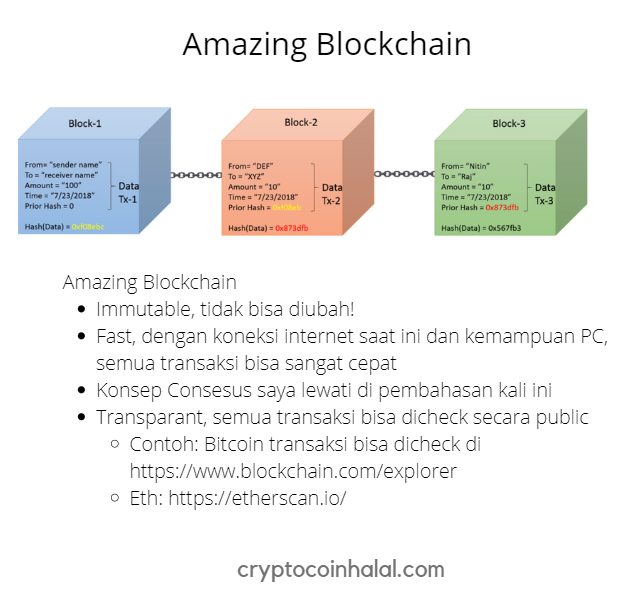 Amazing Blockchain
Block-1
From= "sender name"
To = "receiver name"
Amount = "100"
Time = "7/23/2018"
Prior Hash = 0
Data
Tx-1
Hash(Data) =
Block-2
From= "DEF"
To = "XYZ"
Amount = "10"
Time = "7/23/2018"
Prior Hash =
Data
Tx-2
Hash(Data) = 0x873dfb
Block-3
From= "Nitin"
To = "Raj"
Amount = "10"
Time = "7/23/2018"
Prior Hash = 0x873dfb
Data
Tx-3
Hash(Data) = 0x567fb3
Amazing Blockchain
• Immutable, tidak bisa diubah!
• Fast, dengan koneksi internet saat ini dan kemampuan PC,
semua transaksi bisa sangat cepat
• Konsep Consesus saya lewati di pembahasan kali ini
• Transparant, semua transaksi bisa dicheck secara public
○ Contoh: Bitcoin transaksi bisa dicheck di
https://www.blockchain.com/explorer
○ Eth: https://etherscan.io/
cryptocoinhalal.com